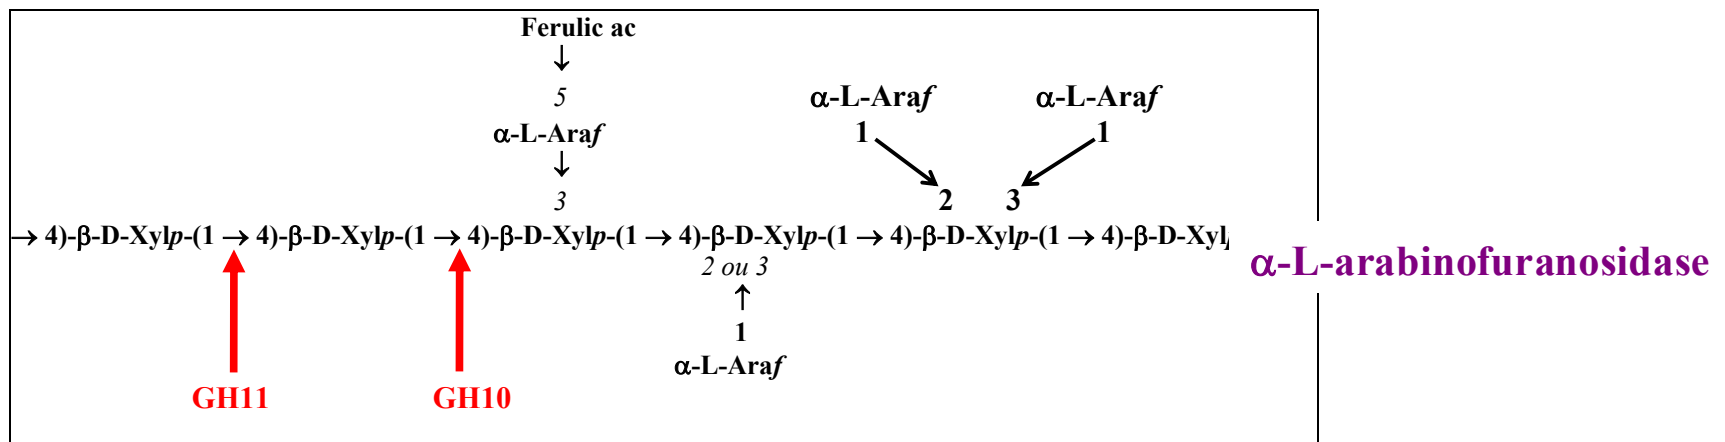 Ferulic ac
↓
5
α-L-Araf α-L-Araf
α-L-Araf
1 1
↓
3
2 3
→ 4)-β-D-Xylp-(1 → 4)-β-D-Xylp-(1 → 4)-β-D-Xylp-(1 → 4)-β-D-Xylp-(1 → 4)-β-D-Xylp-(1 → 4)-β-D-Xyl
α-L-arabinofuranosidase
2 ou 3
↑
1
α-L-Araf
GH11 GH10